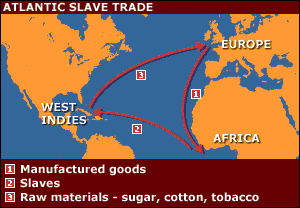 ATLANTIC SLAVE TRADE
EUROPE
3
1
WEST
INDIES
2
AFRICA
1 Manufactured goods
2 Slaves
3 Raw materials - sugar, cotton, tobacco